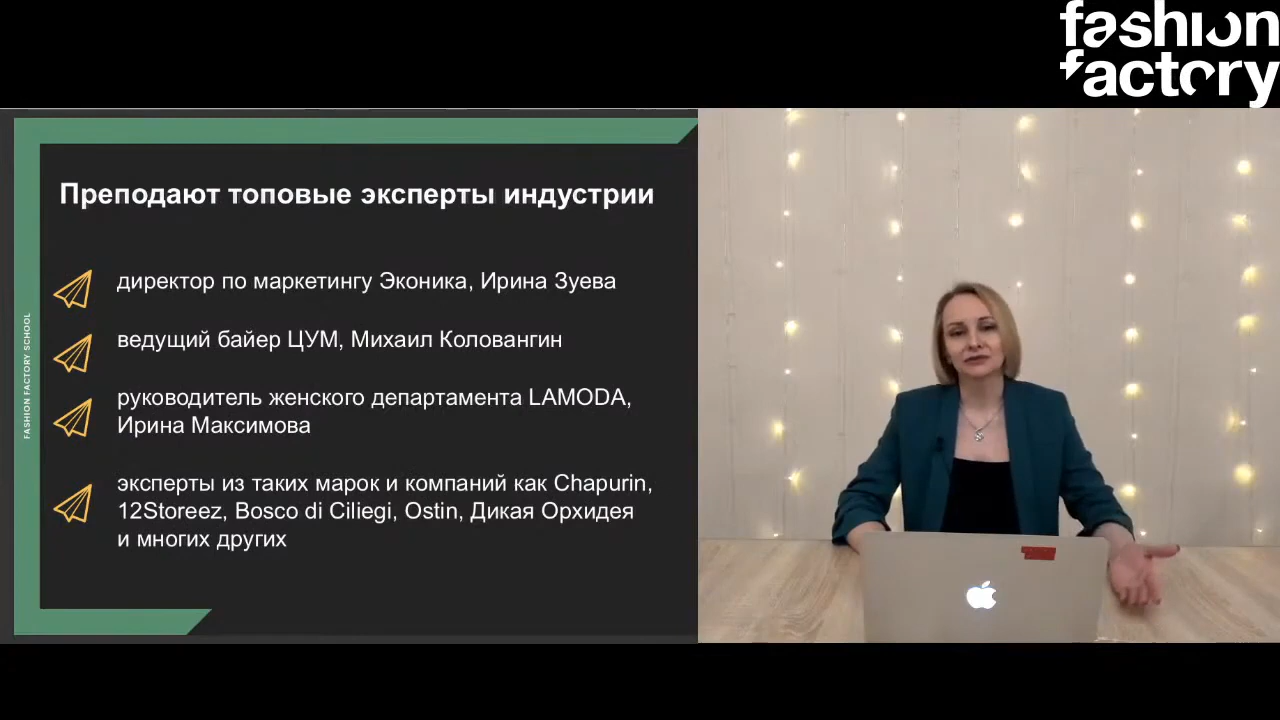 fashion
factory
Преподают топовые эксперты индустрии
директор по маркетингу Эконика, Ирина Зуева
ведущий байер ЦУМ, Михаил Коловангин
руководитель женского департамента LAMODA,
Ирина Максимова
эксперты из таких марок и компаний как Chapurin,
12Storeez, Bosco di Ciliegi, Ostin, Дикая Орхидея
и многих других
FASHION FACTORY SCHOOL